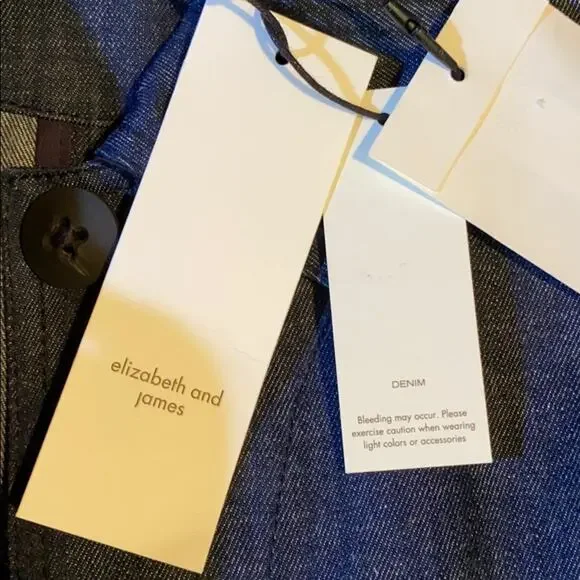 elizabeth and
james
DENIM
Bleeding may occur. Please
exercise caution when wearing
light colors or accessories